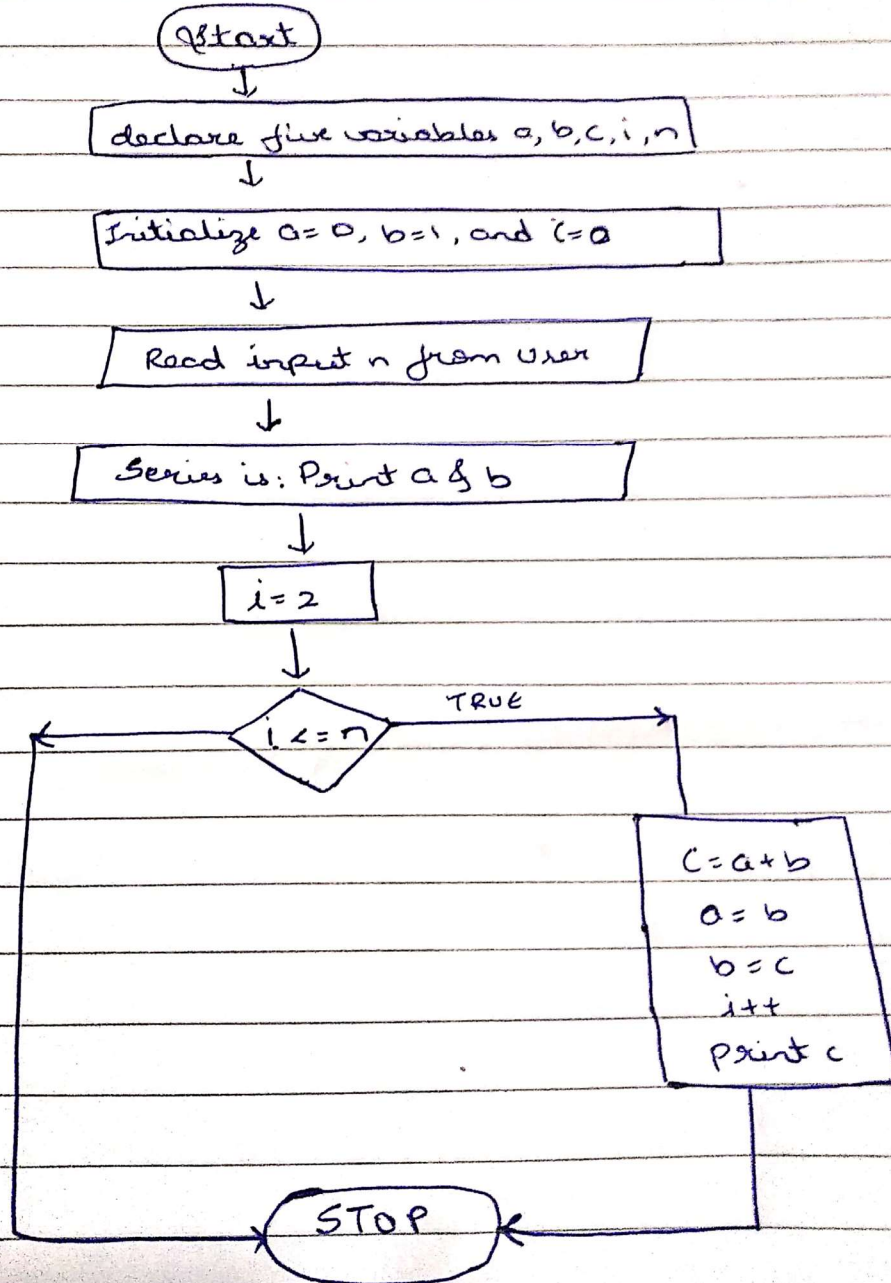 Start
declare five variables a, b, c, i, n
Initialize a=0, b=1, and c=0
Read input n from User
Series is: Print a & b
i=2
i <= n
TRUE
C=a+b
a=b
b=c
i++
print c
STOP